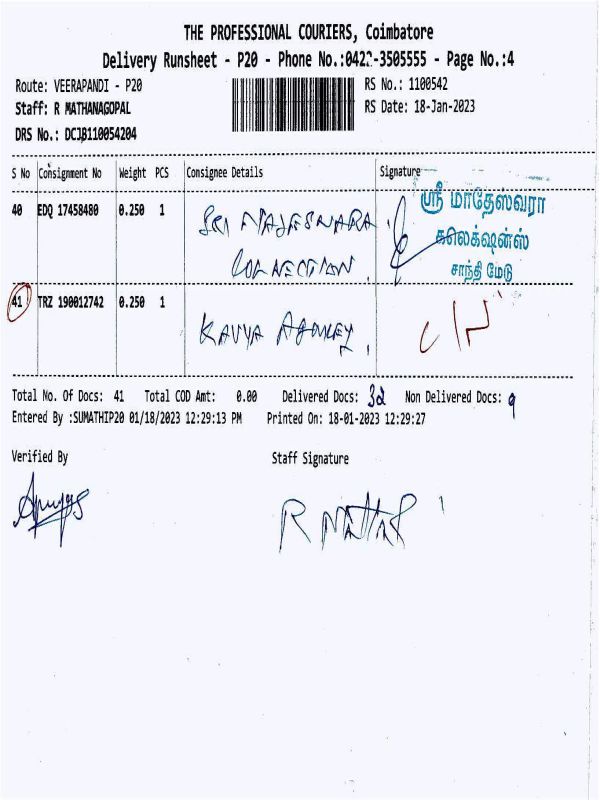 THE PROFESSIONAL COURIERS, Coimbatore
Delivery Runsheet - P20 - Phone No.:0422-3505555 - Page No.:4
Route: VEERAPANDI - P20 RS No.: 1100542
Staff: R MATHANAGOPAL RS Date: 18-Jan-2023
DRS No.: DCJB110054204
S No Consignment No Weight PCS Consignee Details Signature
40 EDQ 17458480 0.250 1 SRI
ஸ்ரீ மாதேஸ்வரா
கலெக்ஷன்ஸ்
சாந்தி மேடு
41 TRZ 190012742 0.250 1 KAVYA
Total No. Of Docs: 41 Total COD Amt: 0.00 Delivered Docs: 32 Non Delivered Docs: 9
Entered By :SUMATHIP20 01/18/2023 12:29:13 PM Printed On: 18-01-2023 12:29:27
Verified By Staff Signature